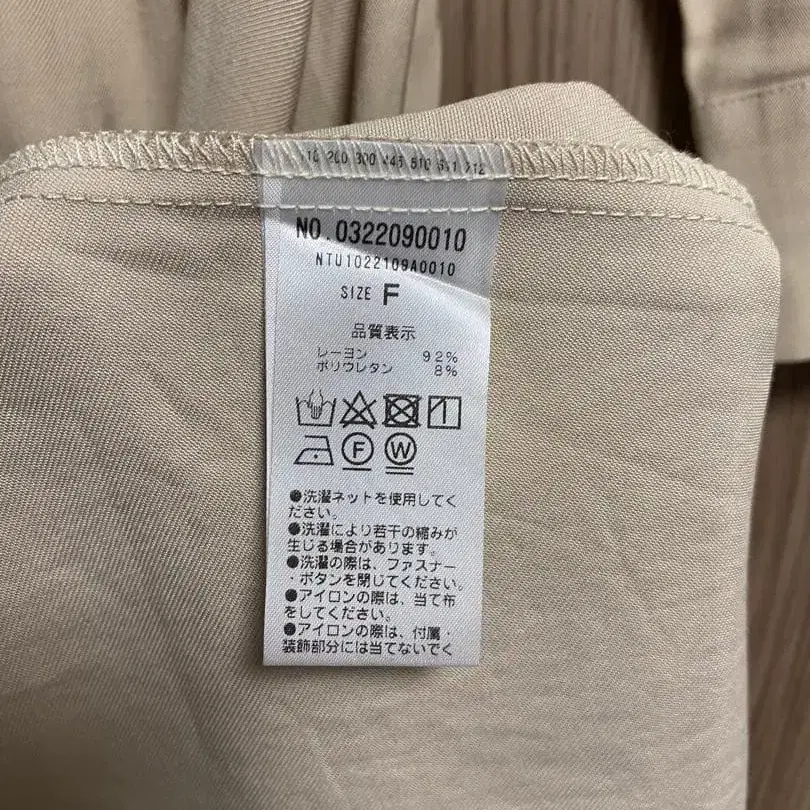 NO.0322090010
NTU1022109A0010
SIZE F
品質表示
レーヨン 92%
ポリウレタン 8%
F W
●洗濯ネットを使用してく
ださい。
●洗濯により若干の縮みが
生じる場合があります。
●洗濯の際は、ファスナー
・ボタンを閉じてください。
●アイロンの際は、当て布
をしてください。
●アイロンの際は、付属・
装飾部分には当てないでく